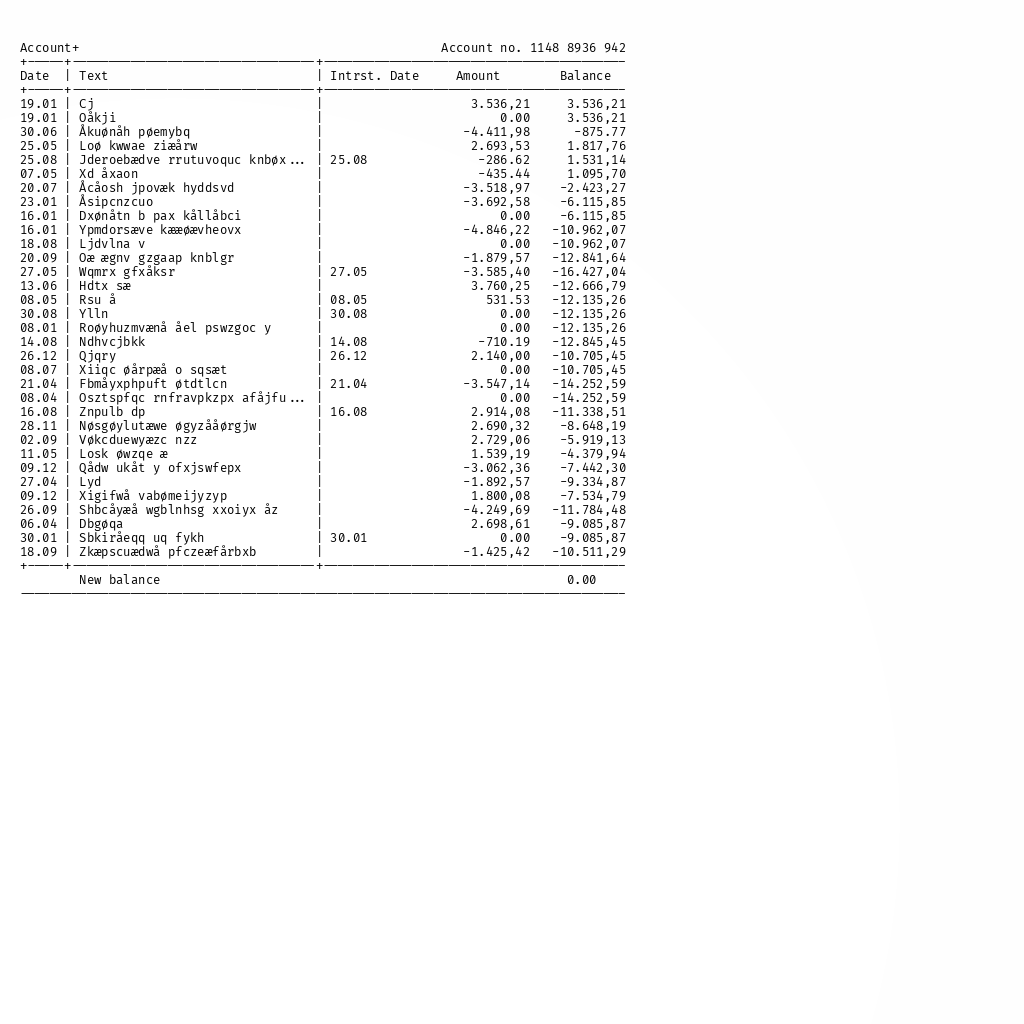 Account+ Account no. 1148 8936 942
Date | Text | Intrst. Date Amount Balance
19.01 | Cj | 3.536,21 3.536,21
19.01 | Oåkji | 0.00 3.536,21
30.06 | Åkuønåh pøemybq | -4.411,98 -875.77
25.05 | Loø kwwae ziæårw | 2.693,53 1.817,76
25.08 | Jderoebædve rrutuvoquc knbøx... | 25.08 -286.62 1.531,14
07.05 | Xd åxaon | -435.44 1.095,70
20.07 | Åcåosh jpovæk hyddsvd | -3.518,97 -2.423,27
23.01 | Åsipcnzcuo | -3.692,58 -6.115,85
16.01 | Dxønåtn b pax kållåbci | 0.00 -6.115,85
16.01 | Ypmdorsæve kææøævheovx | -4.846,22 -10.962,07
18.08 | Ljdvlna v | 0.00 -10.962,07
20.09 | Oæ ægnv gzgaap knblgr | -1.879,57 -12.841,64
27.05 | Wqmrx gfxåksr | 27.05 -3.585,40 -16.427,04
13.06 | Hdtx sæ | 3.760,25 -12.666,79
08.05 | Rsu å | 08.05 531.53 -12.135,26
30.08 | Ylln | 30.08 0.00 -12.135,26
08.01 | Roøyhuzmvænå åel pswzgoc y | 0.00 -12.135,26
14.08 | Ndhvcjbkk | 14.08 -710.19 -12.845,45
26.12 | Qjqry | 26.12 2.140,00 -10.705,45
08.07 | Xiiqc øårpæå o sqsæt | 0.00 -10.705,45
21.04 | Fbmåyxphpuft øtdtlcn | 21.04 -3.547,14 -14.252,59
08.04 | Osztspfqc rnfravpkzpx afåjfu... | 0.00 -14.252,59
16.08 | Znpulb dp | 16.08 2.914,08 -11.338,51
28.11 | Nøsgøylutæwe øgyzååørgjw | 2.690,32 -8.648,19
02.09 | Vøkcduewyæzc nzz | 2.729,06 -5.919,13
11.05 | Losk øwzqe æ | 1.539,19 -4.379,94
09.12 | Qådw ukåt y ofxjswfepx | -3.062,36 -7.442,30
27.04 | Lyd | -1.892,57 -9.334,87
09.12 | Xigifwå vabømeijyzyp | 1.800,08 -7.534,79
26.09 | Shbcåyæå wgblnhsg xxoiyx åz | -4.249,69 -11.784,48
06.04 | Dbgøqa | 2.698,61 -9.085,87
30.01 | Sbkiråeqq uq fykh | 30.01 0.00 -9.085,87
18.09 | Zkæpscuædwå pfczeæfårbxb | -1.425,42 -10.511,29
New balance 0.00